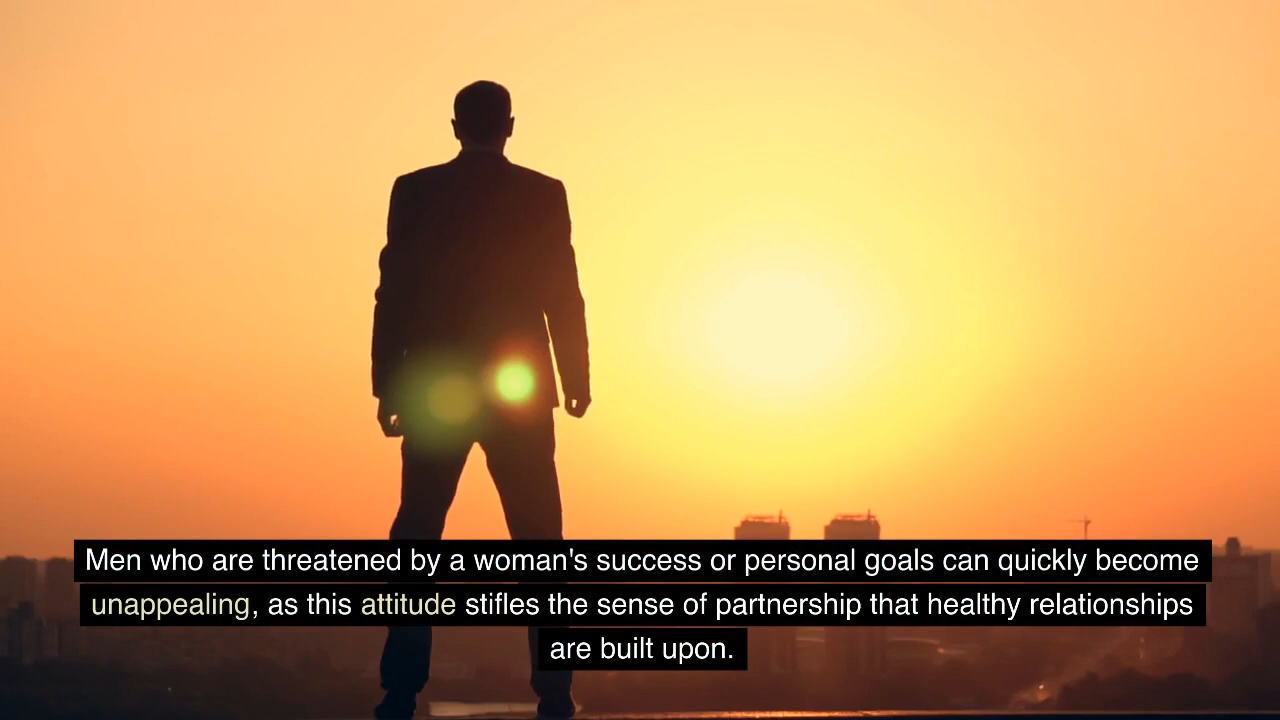 Men who are threatened by a woman's success or personal goals can quickly become
unappealing, as this attitude stifles the sense of partnership that healthy relationships
are built upon.